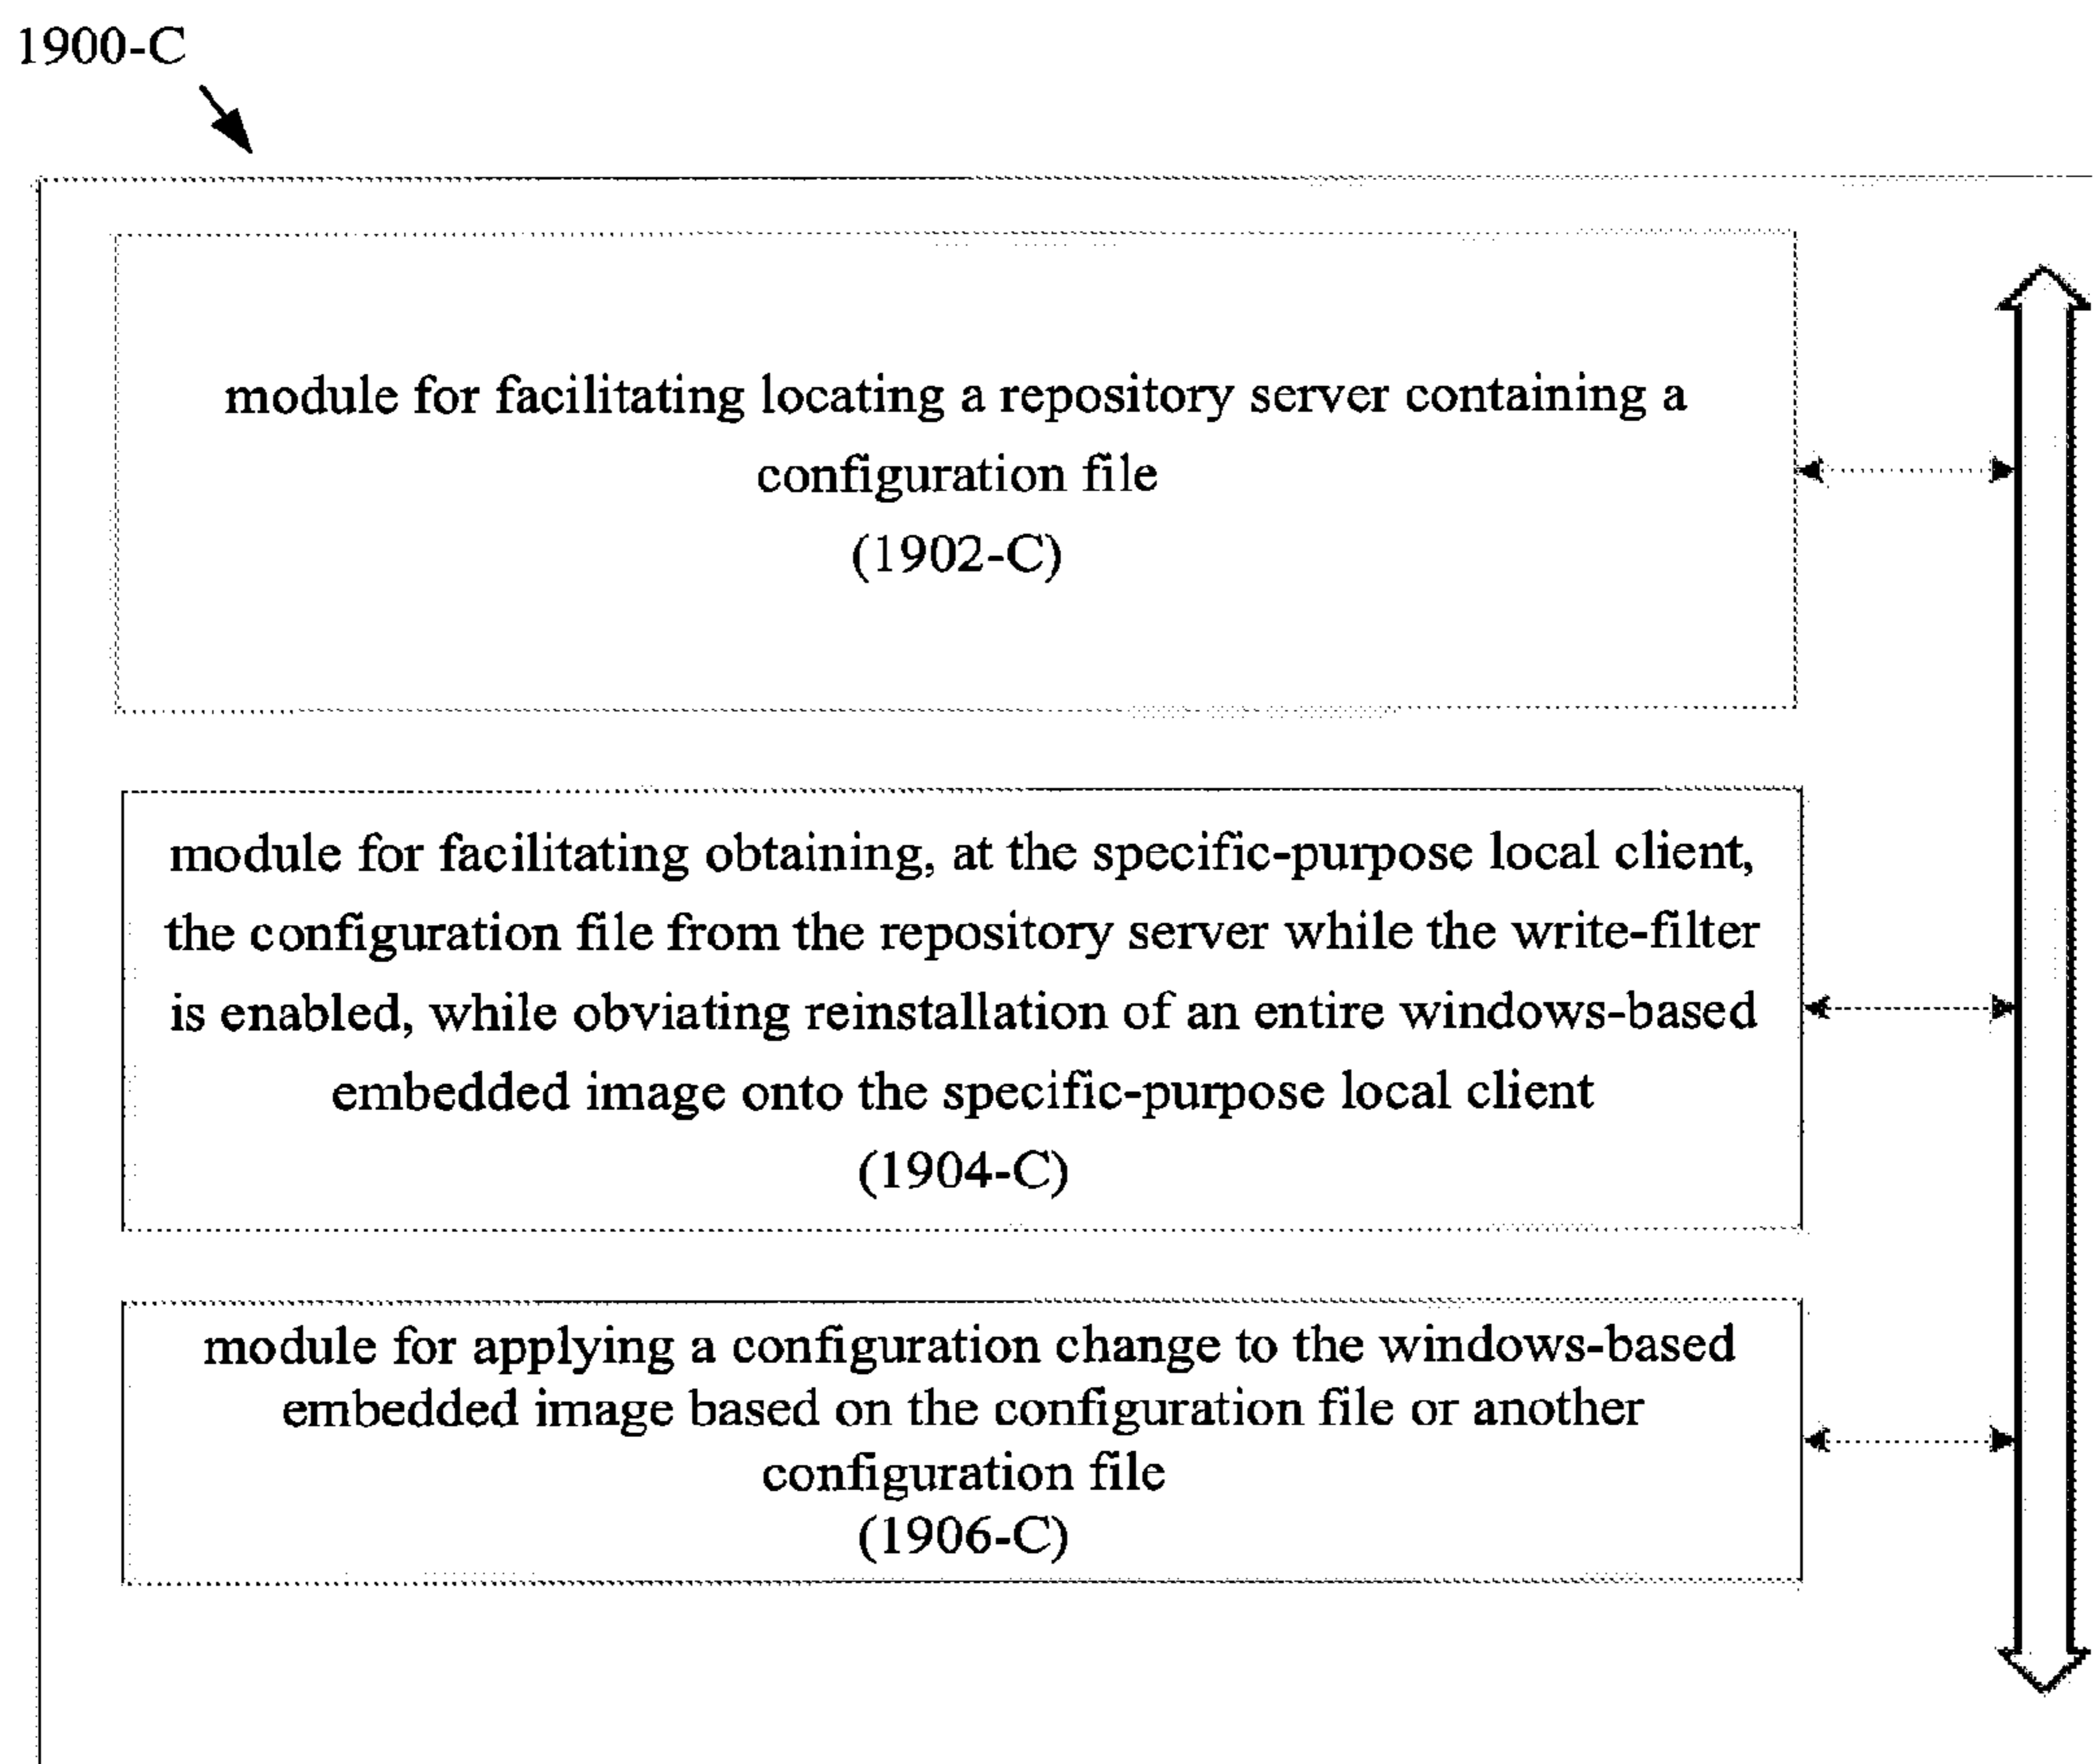 1900-C
module for facilitating locating a repository server containing a
configuration file
(1902-C)
module for facilitating obtaining, at the specific-purpose local client,
the configuration file from the repository server while the write-filter
is enabled, while obviating reinstallation of an entire windows-based
embedded image onto the specific-purpose local client
(1904-C)
module for applying a configuration change to the windows-based
embedded image based on the configuration file or another
configuration file
(1906-C)